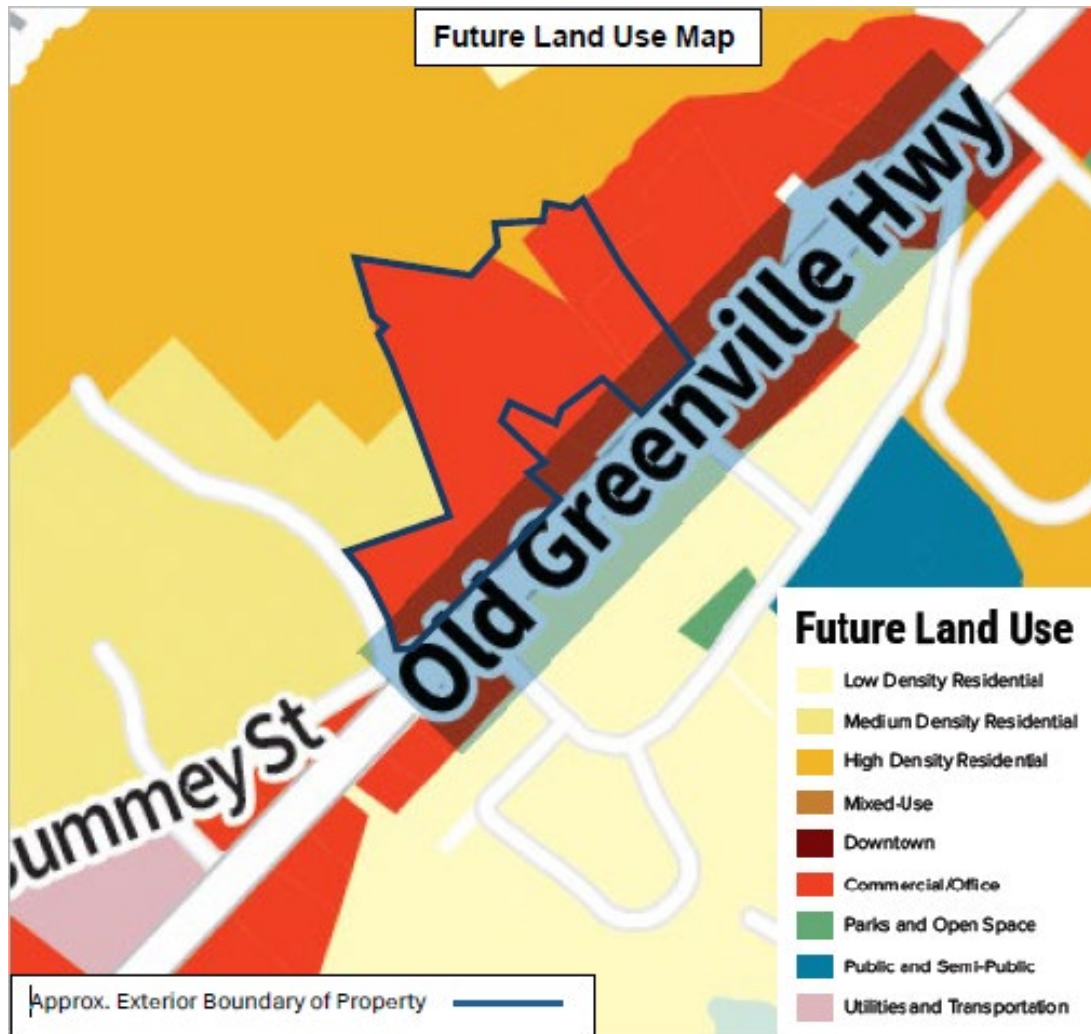 Future Land Use Map
Old Greenville Hwy
Summey St
Future Land Use
Low Density Residential
Medium Density Residential
High Density Residential
Mixed-Use
Downtown
Commercial/Office
Parks and Open Space
Public and Semi-Public
Utilities and Transportation
Approx. Exterior Boundary of Property